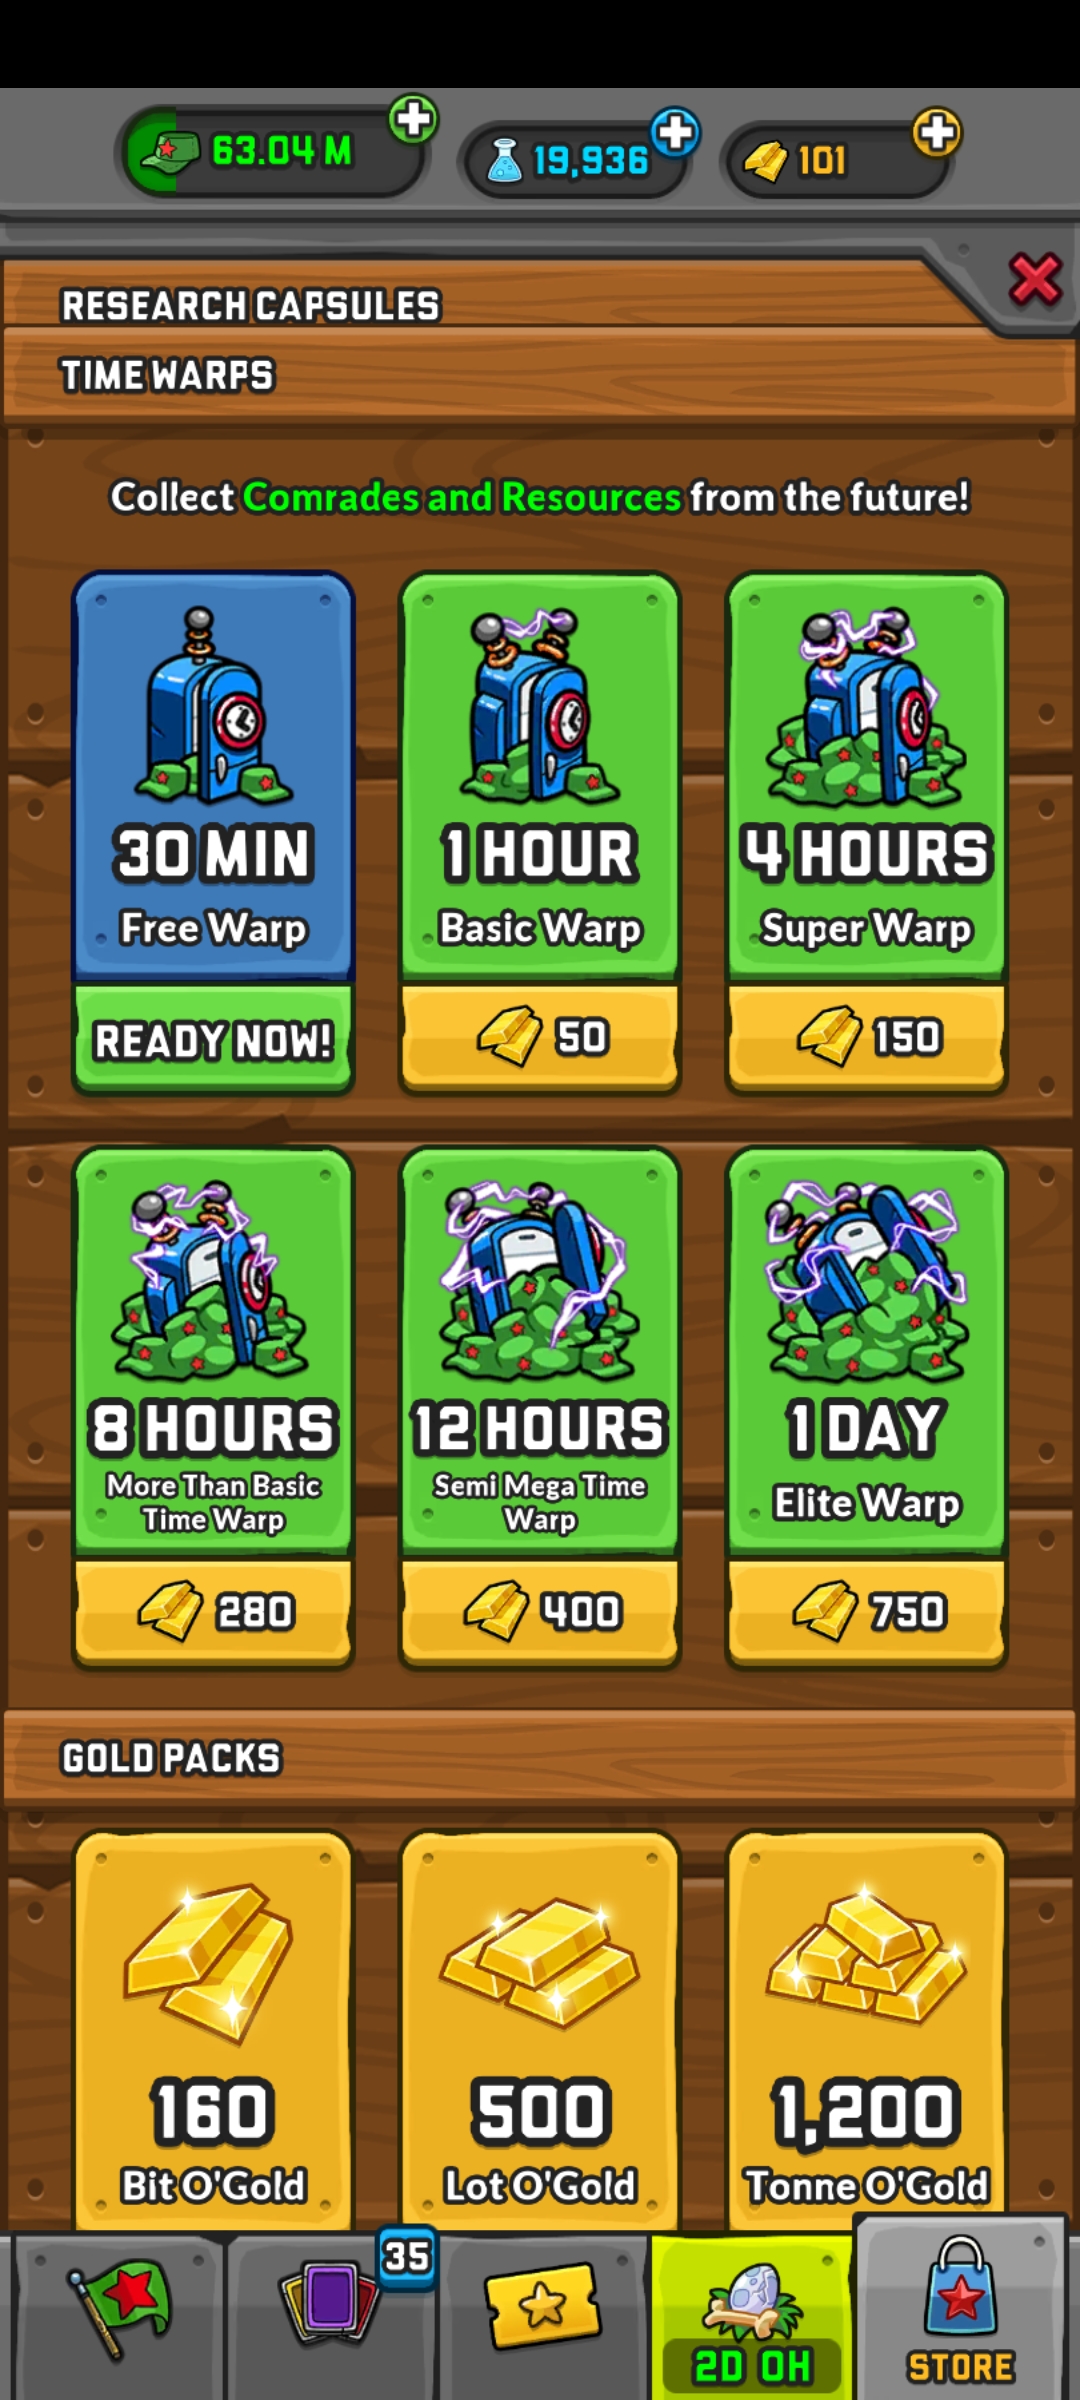 63.04 M
19,936
101
RESEARCH CAPSULES
TIME WARPS
Collect Comrades and Resources from the future!
30 MIN
Free Warp
READY NOW!
1 HOUR
Basic Warp
50
4 HOURS
Super Warp
150
8 HOURS
More Than Basic
Time Warp
280
12 HOURS
Semi Mega Time
Warp
400
1 DAY
Elite Warp
750
GOLD PACKS
160
Bit O'Gold
500
Lot O'Gold
1,200
Tonne O'Gold
35
2D 0H
STORE